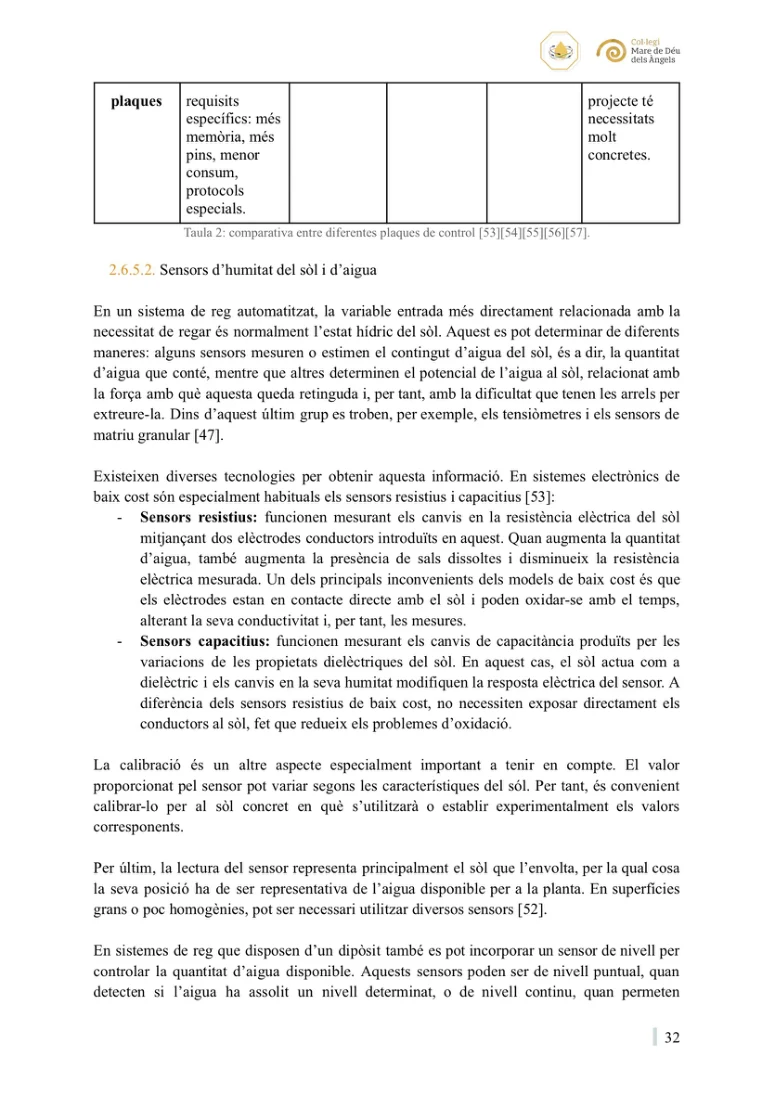 Col·legi
Mare de Déu
dels Àngels
plaques
requisits
específics: més
memòria, més
pins, menor
consum,
protocols
especials.
projecte té
necessitats
molt
concretes.
Taula 2: comparativa entre diferentes plaques de control [53][54][55][56][57].
2.6.5.2. Sensors d’humitat del sòl i d’aigua
En un sistema de reg automatitzat, la variable entrada més directament relacionada amb la
necessitat de regar és normalment l’estat hídric del sòl. Aquest es pot determinar de diferents
maneres: alguns sensors mesuren o estimen el contingut d’aigua del sòl, és a dir, la quantitat
d’aigua que conté, mentre que altres determinen el potencial de l’aigua al sòl, relacionat amb
la força amb què aquesta queda retinguda i, per tant, amb la dificultat que tenen les arrels per
extreure-la. Dins d’aquest últim grup es troben, per exemple, els tensiòmetres i els sensors de
matriu granular [47].
Existeixen diverses tecnologies per obtenir aquesta informació. En sistemes electrònics de
baix cost són especialment habituals els sensors resistius i capacitius [53]:
- Sensors resistius: funcionen mesurant els canvis en la resistència elèctrica del sòl
mitjançant dos elèctrodes conductors introduïts en aquest. Quan augmenta la quantitat
d’aigua, també augmenta la presència de sals dissoltes i disminueix la resistència
elèctrica mesurada. Un dels principals inconvenients dels models de baix cost és que
els elèctrodes estan en contacte directe amb el sòl i poden oxidar-se amb el temps,
alterant la seva conductivitat i, per tant, les mesures.
- Sensors capacitius: funcionen mesurant els canvis de capacitància produïts per les
variacions de les propietats dielèctriques del sòl. En aquest cas, el sòl actua com a
dielèctric i els canvis en la seva humitat modifiquen la resposta elèctrica del sensor. A
diferència dels sensors resistius de baix cost, no necessiten exposar directament els
conductors al sòl, fet que redueix els problemes d’oxidació.
La calibració és un altre aspecte especialment important a tenir en compte. El valor
proporcionat pel sensor pot variar segons les característiques del sól. Per tant, és convenient
calibrar-lo per al sòl concret en què s’utilitzarà o establir experimentalment els valors
corresponents.
Per últim, la lectura del sensor representa principalment el sòl que l’envolta, per la qual cosa
la seva posició ha de ser representativa de l’aigua disponible per a la planta. En superfícies
grans o poc homogènies, pot ser necessari utilitzar diversos sensors [52].
En sistemes de reg que disposen d’un dipòsit també es pot incorporar un sensor de nivell per
controlar la quantitat d’aigua disponible. Aquests sensors poden ser de nivell puntual, quan
detecten si l’aigua ha assolit un nivell determinat, o de nivell continu, quan permeten
32